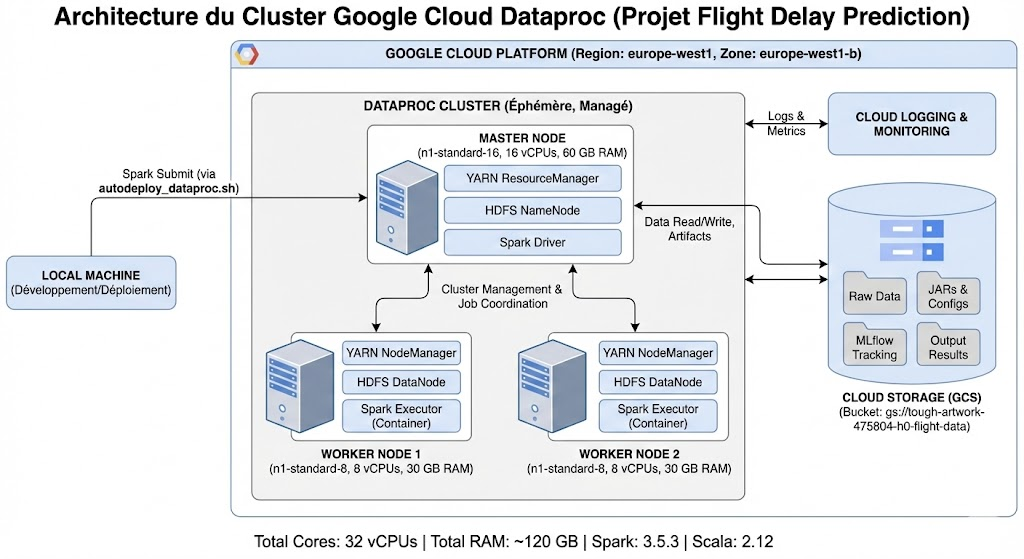 Architecture du Cluster Google Cloud Dataproc (Projet Flight Delay Prediction)
GOOGLE CLOUD PLATFORM (Region: europe-west1, Zone: europe-west1-b)
DATAPROC CLUSTER (Éphémère, Managé)
MASTER NODE
(n1-standard-16, 16 vCPUs, 60 GB RAM)
YARN ResourceManager
HDFS NameNode
Spark Driver
Logs &
Metrics
CLOUD LOGGING &
MONITORING
Spark Submit (via
autodeploy_dataproc.sh)
LOCAL MACHINE
(Développement/Déploiement)
Data Read/Write,
Artifacts
Cluster Management &
Job Coordination
YARN NodeManager
HDFS DataNode
Spark Executor
(Container)
WORKER NODE 1
(n1-standard-8, 8 vCPUs, 30 GB RAM)
YARN NodeManager
HDFS DataNode
Spark Executor
(Container)
WORKER NODE 2
(n1-standard-8, 8 vCPUs, 30 GB RAM)
Raw Data
JARs &
Configs
MLflow
Tracking
Output
Results
CLOUD STORAGE (GCS)
(Bucket: gs://tough-artwork-
475804-h0-flight-data)
Total Cores: 32 vCPUs | Total RAM: ~120 GB | Spark: 3.5.3 | Scala: 2.12